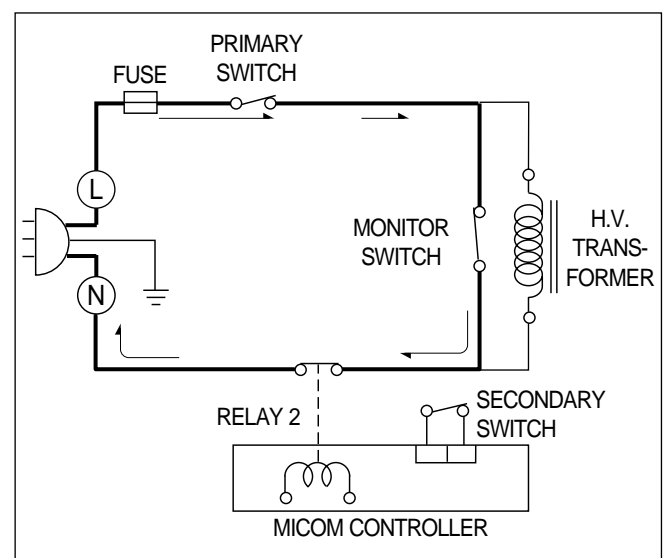 PRIMARY
SWITCH
FUSE
L
MONITOR
SWITCH
H.V.
TRANS-
FORMER
N
RELAY 2
SECONDARY
SWITCH
MICOM CONTROLLER